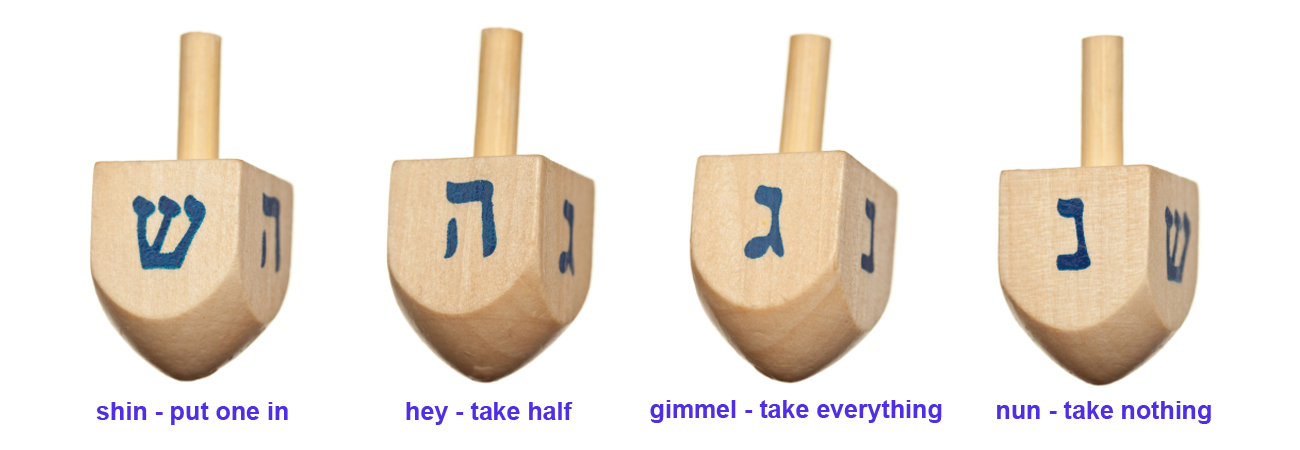 ש ה
ה ג
ג נ
נ ש
shin - put one in
hey - take half
gimmel - take everything
nun - take nothing